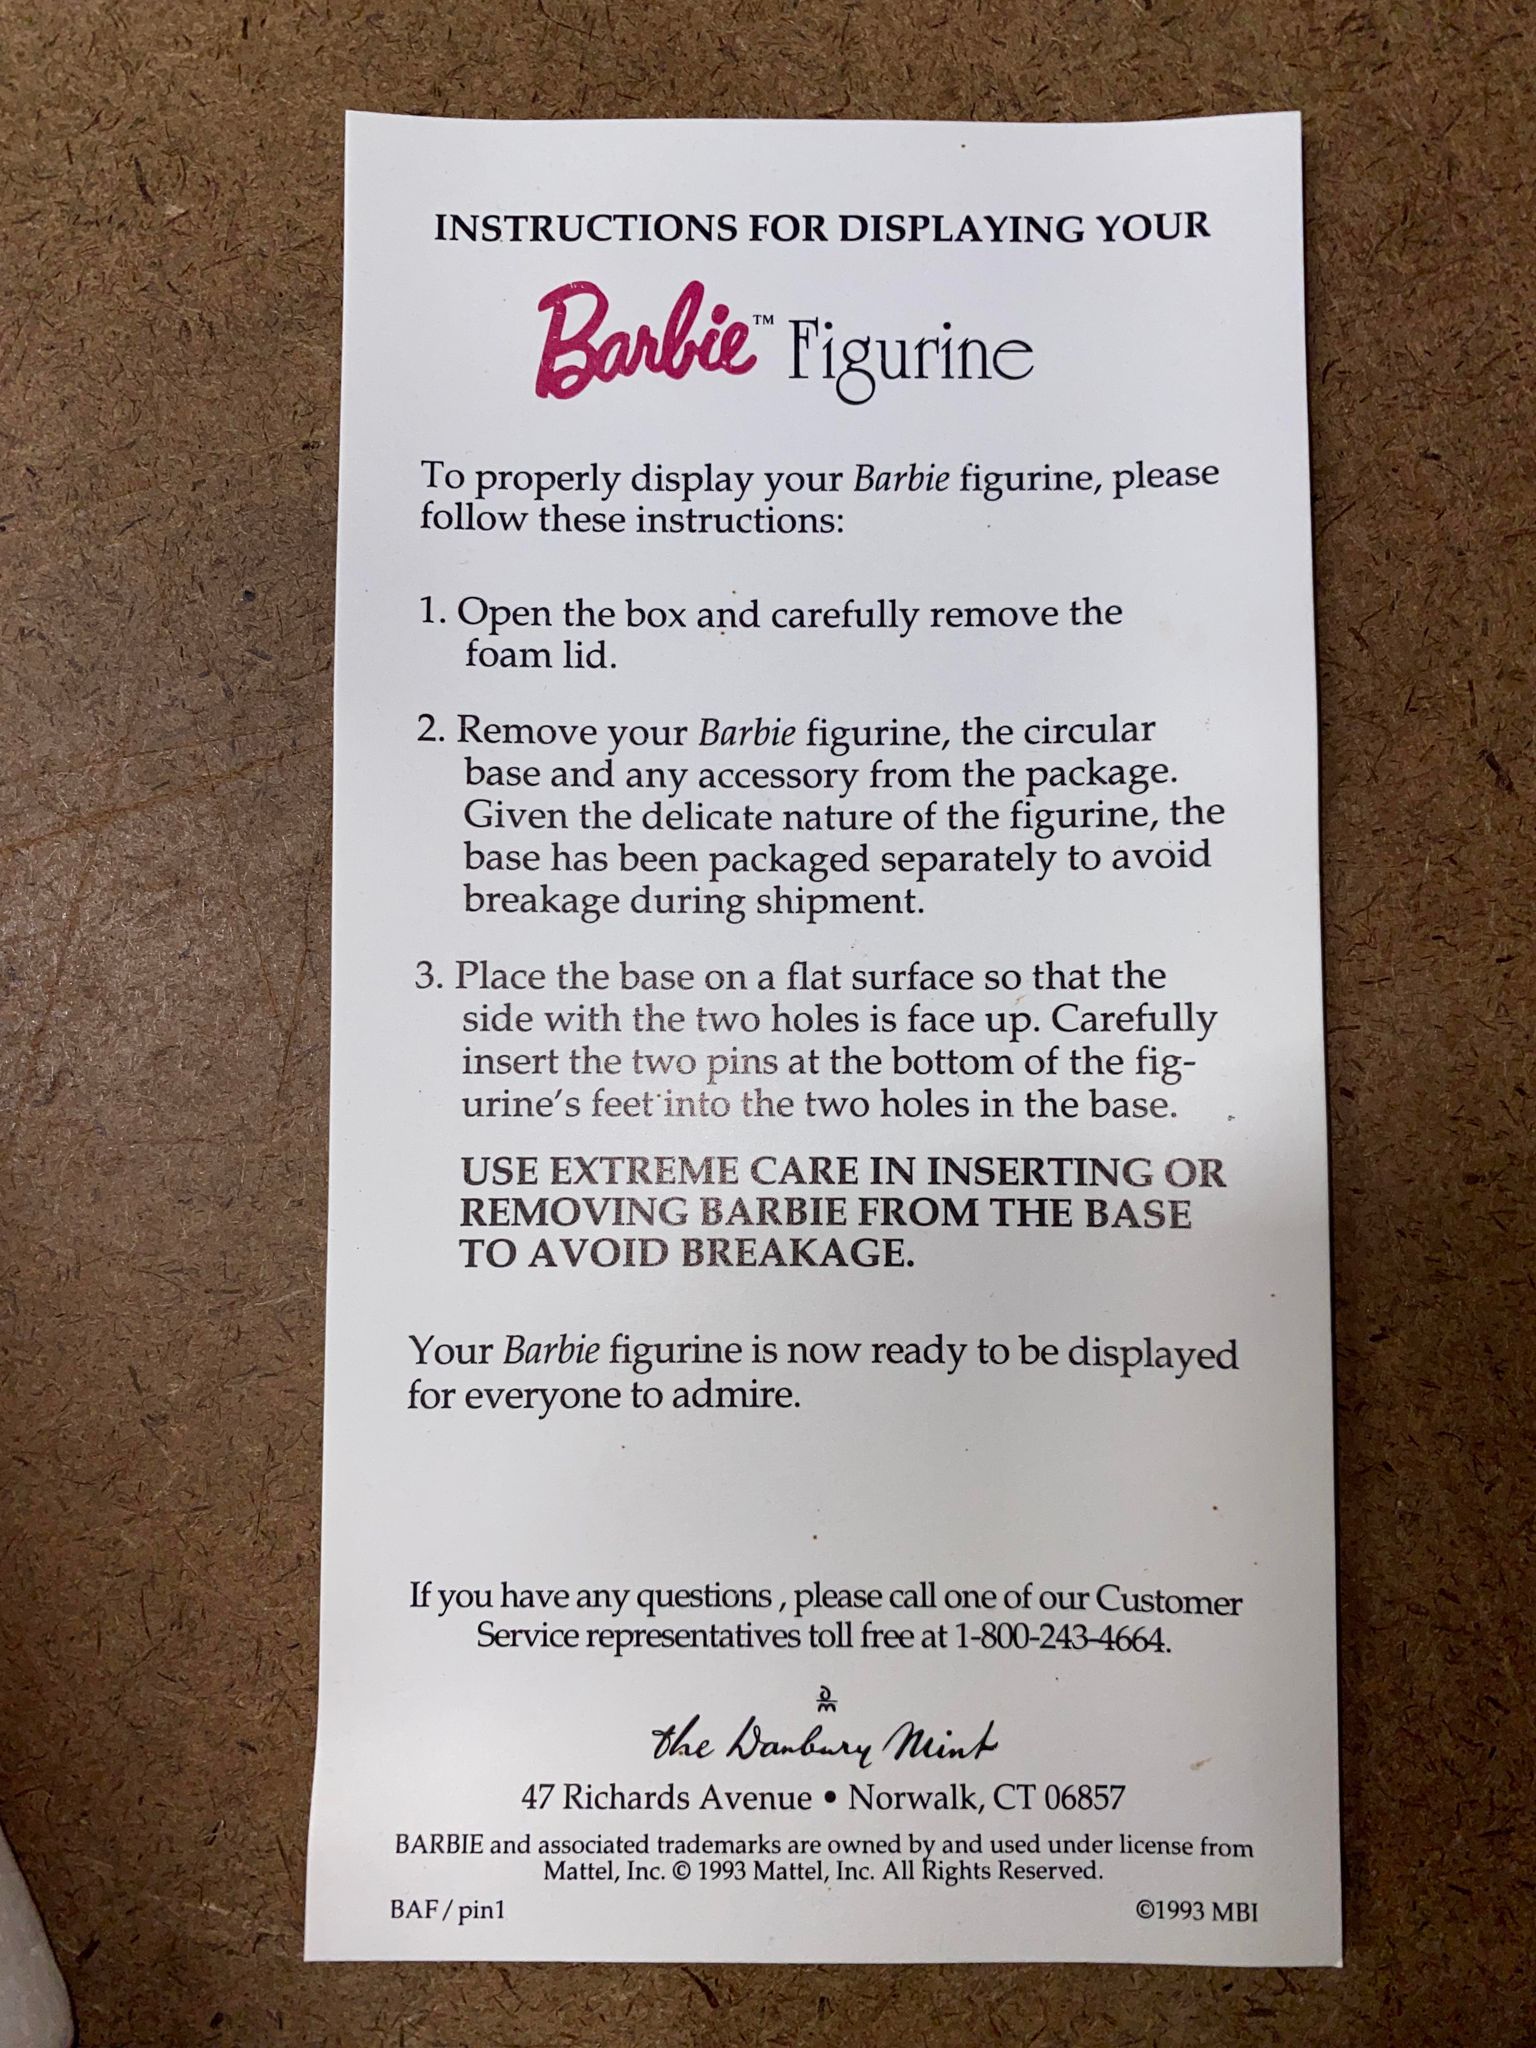 INSTRUCTIONS FOR DISPLAYING YOUR
Barbie™ Figurine
To properly display your Barbie figurine, please
follow these instructions:
1. Open the box and carefully remove the
foam lid.
2. Remove your Barbie figurine, the circular
base and any accessory from the package.
Given the delicate nature of the figurine, the
base has been packaged separately to avoid
breakage during shipment.
3. Place the base on a flat surface so that the
side with the two holes is face up. Carefully
insert the two pins at the bottom of the fig-
urine's feet into the two holes in the base.
USE EXTREME CARE IN INSERTING OR
REMOVING BARBIE FROM THE BASE
TO AVOID BREAKAGE.
Your Barbie figurine is now ready to be displayed
for everyone to admire.
If you have any questions , please call one of our Customer
Service representatives toll free at 1-800-243-4664.
the Danbury Mint
47 Richards Avenue • Norwalk, CT 06857
BARBIE and associated trademarks are owned by and used under license from
Mattel, Inc. © 1993 Mattel, Inc. All Rights Reserved.
BAF / pin1 ©1993 MBI